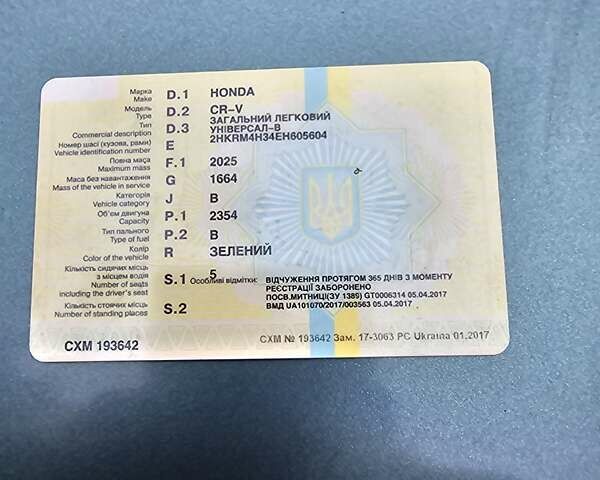 Марка D.1 HONDA
Make
Модель D.2 CR-V
Type
Тип D.3 ЗАГАЛЬНИЙ ЛЕГКОВИЙ
Commercial description УНІВЕРСАЛ-B
Номер шасі (кузова, рами) E 2HKRM4H34EH605604
Vehicle identification number
Повна маса F.1 2025
Maximum mass
Маса без навантаження G 1664
Mass of the vehicle in service
Категорія J B
Vehicle category
Об'єм двигуна P.1 2354
Capacity
Тип пального P.2 B
Type of fuel
Колір R ЗЕЛЕНИЙ
Color of the vehicle
Кількість сидячих місць S.1 5
з місцем водія Особливі відмітки: ВІДЧУЖЕННЯ ПРОТЯГОМ 365 ДНІВ З МОМЕНТУ
Number of seats РЕЄСТРАЦІЇ ЗАБОРОНЕНО
including the driver's seat ПОСВ.МИТНИЦІ(ЗУ 1389) GT0006314 05.04.2017
Кількість стоячих місць S.2 ВМД UA101070/2017/003563 05.04.2017
Number of standing places
СХМ 193642 СХМ № 193642 Зам. 17-3063 PC Ukraina 01.2017